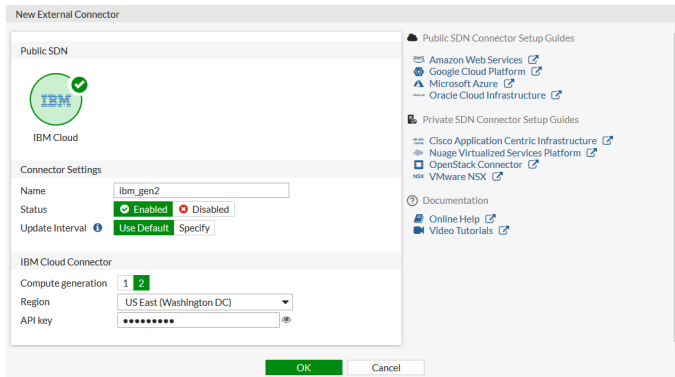 New External Connector
Public SDN
IBM
IBM Cloud
Connector Settings
Name ibm_gen2
Status Enabled Disabled
Update Interval Use Default Specify
IBM Cloud Connector
Compute generation 1 2
Region US East (Washington DC)
API key •••••••••
OK Cancel
Public SDN Connector Setup Guides
Amazon Web Services
Google Cloud Platform
Microsoft Azure
Oracle Cloud Infrastructure
Private SDN Connector Setup Guides
Cisco Application Centric Infrastructure
Nuage Virtualized Services Platform
OpenStack Connector
NSX VMware NSX
Documentation
Online Help
Video Tutorials